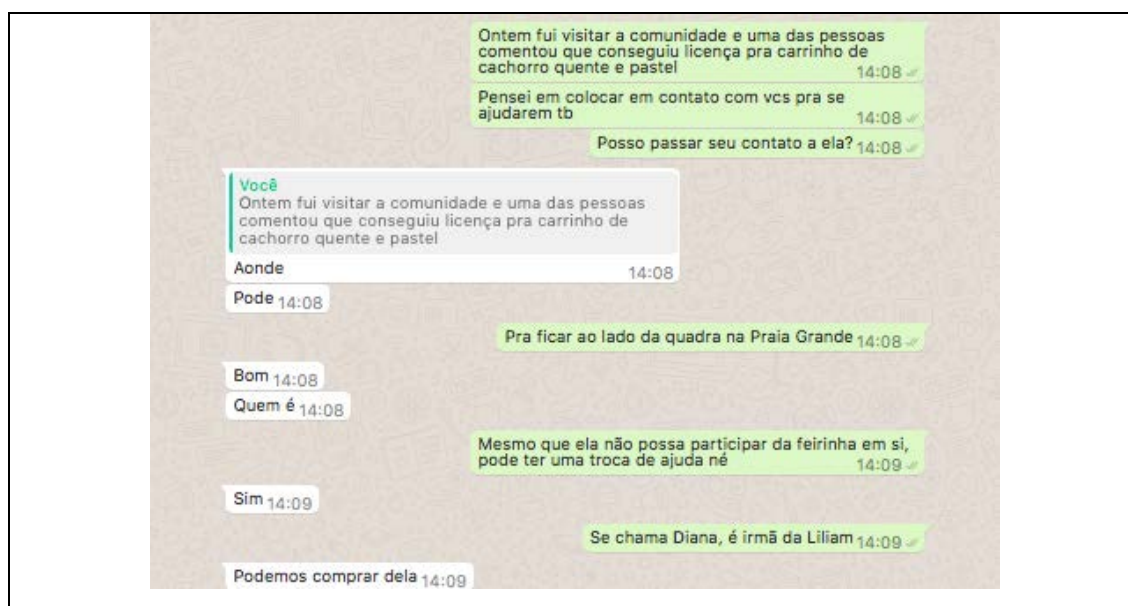 Ontem fui visitar a comunidade e uma das pessoas
comentou que conseguiu licença pra carrinho de
cachorro quente e pastel 14:08
Pensei em colocar em contato com vcs pra se
ajudarem tb 14:08
Posso passar seu contato a ela? 14:08
Você
Ontem fui visitar a comunidade e uma das pessoas
comentou que conseguiu licença pra carrinho de
cachorro quente e pastel
Aonde 14:08
Pode 14:08
Pra ficar ao lado da quadra na Praia Grande 14:08
Bom 14:08
Quem é 14:08
Mesmo que ela não possa participar da feirinha em si,
pode ter uma troca de ajuda né 14:09
Sim 14:09
Se chama Diana, é irmã da Liliam 14:09
Podemos comprar dela 14:09